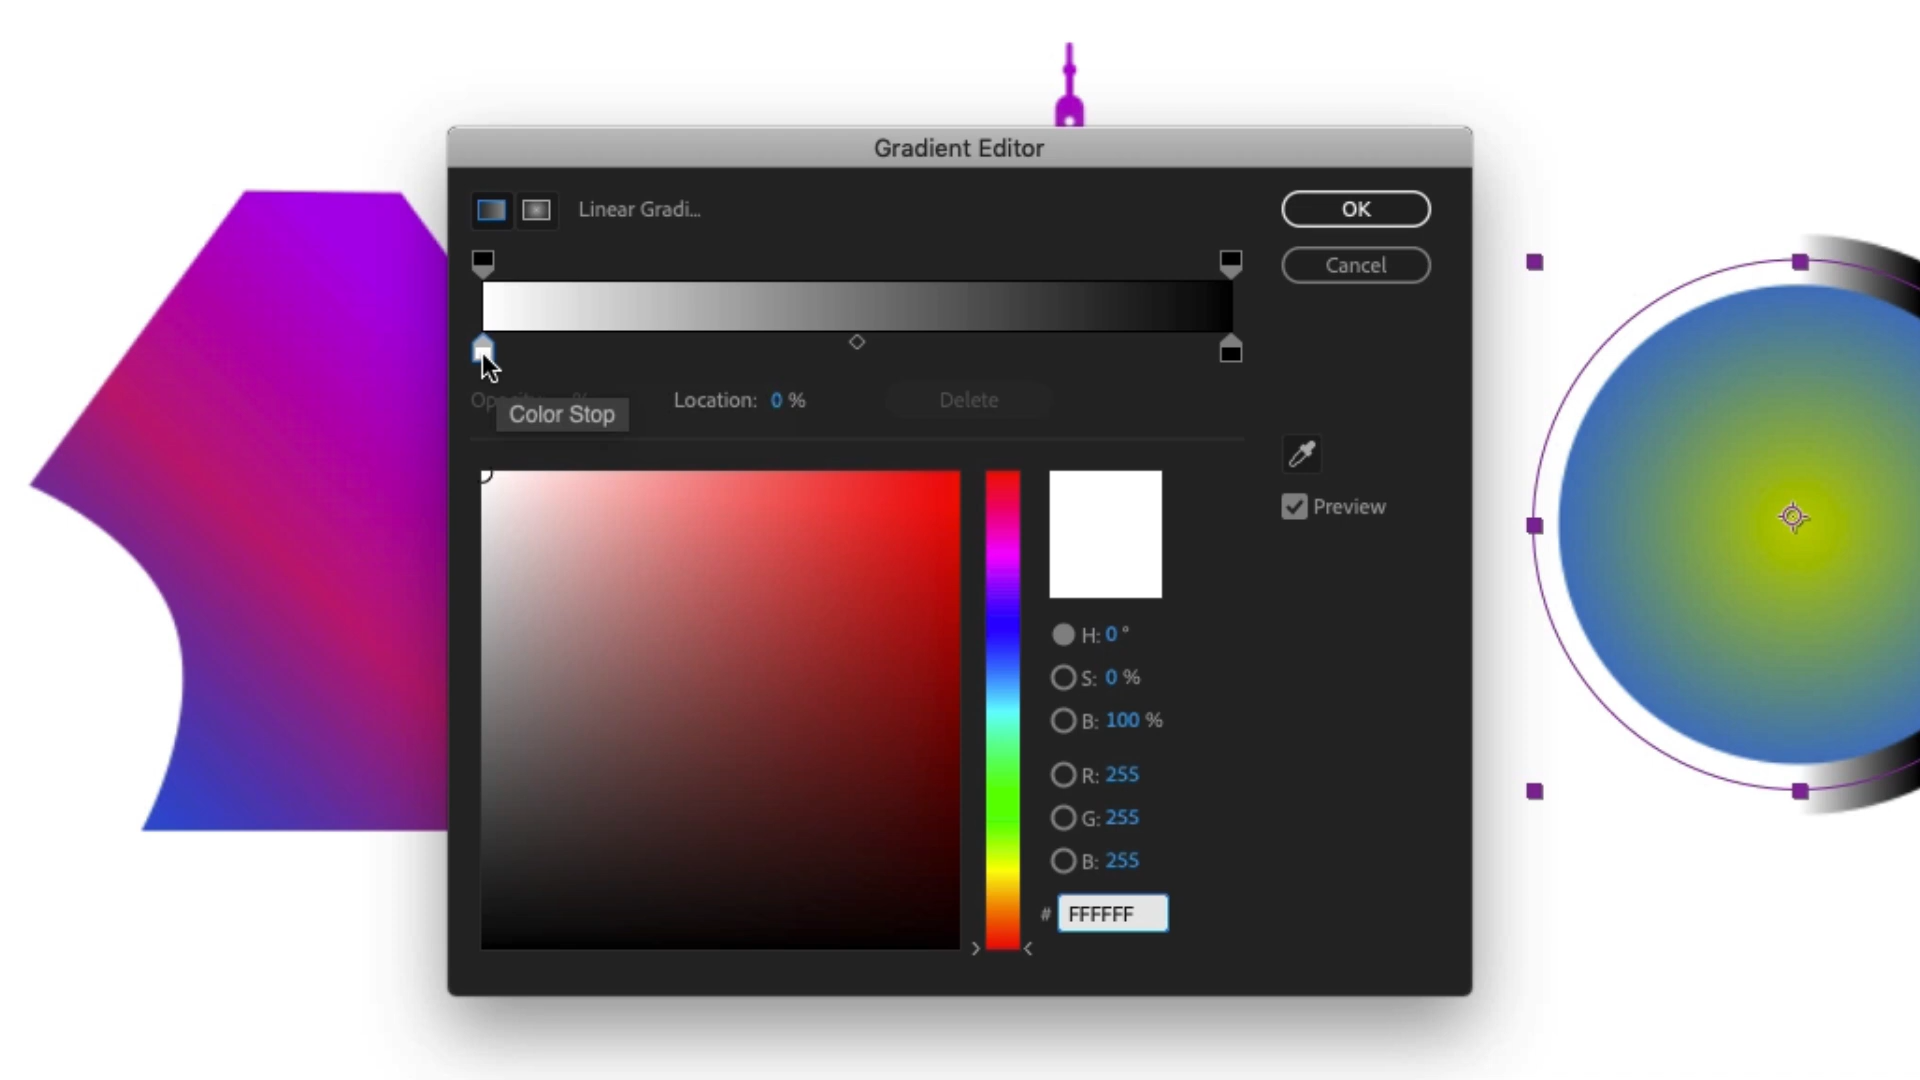 Gradient Editor
Linear Gradi...
OK
Cancel
Location: 0 %
Delete
Color Stop
Preview
H: 0 °
S: 0 %
B: 100 %
R: 255
G: 255
B: 255
# FFFFFF